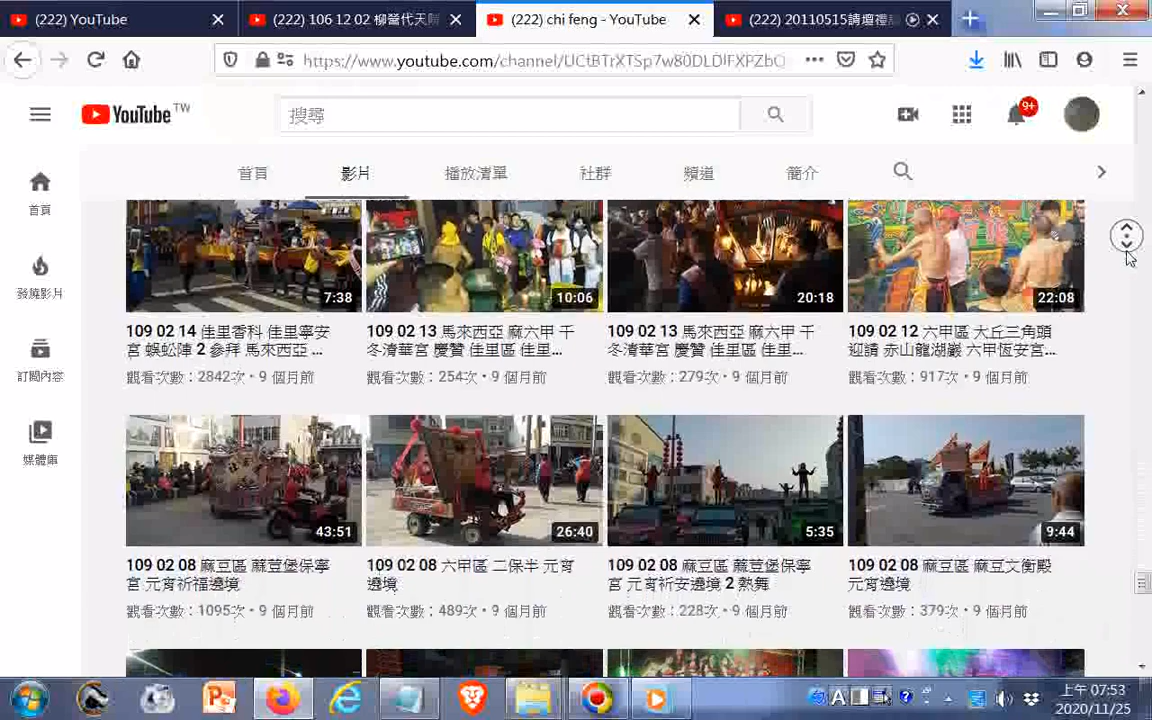 (222) YouTube
(222) 106 12 02 柳營代天府
(222) chi feng - YouTube
(222) 20110515請壇禮
https://www.youtube.com/channel/
YouTube TW
搜尋
9+
首頁
影片
播放清單
社群
頻道
簡介
首頁
發燒影片
訂閱內容
媒體庫
7:38
10:06
20:18
22:08
109 02 14 佳里香科 佳里寧安
宮 蜈蚣陣 2 參拜 馬來西亞 ...
觀看次數：2842次・9 個月前
109 02 13 馬來西亞 麻六甲 千
冬清華宮 慶贊 佳里區 佳里...
觀看次數：254次・9 個月前
109 02 13 馬來西亞 麻六甲 千
冬清華宮 慶贊 佳里區 佳里...
觀看次數：279次・9 個月前
109 02 12 六甲區 大丘三角頭
迎請 赤山龍湖巖 六甲恆安宮...
觀看次數：917次・9 個月前
43:51
26:40
5:35
9:44
109 02 08 麻豆區 蔴荳堡保寧
宮 元宵祈福遶境
觀看次數：1095次・9 個月前
109 02 08 六甲區 二保半 元宵
遶境
觀看次數：489次・9 個月前
109 02 08 麻豆區 蔴荳堡保寧
宮 元宵祈安遶境 2 熱舞
觀看次數：228次・9 個月前
109 02 08 麻豆區 麻豆文衡殿
元宵遶境
觀看次數：379次・9 個月前
上午 07:53
2020/11/25